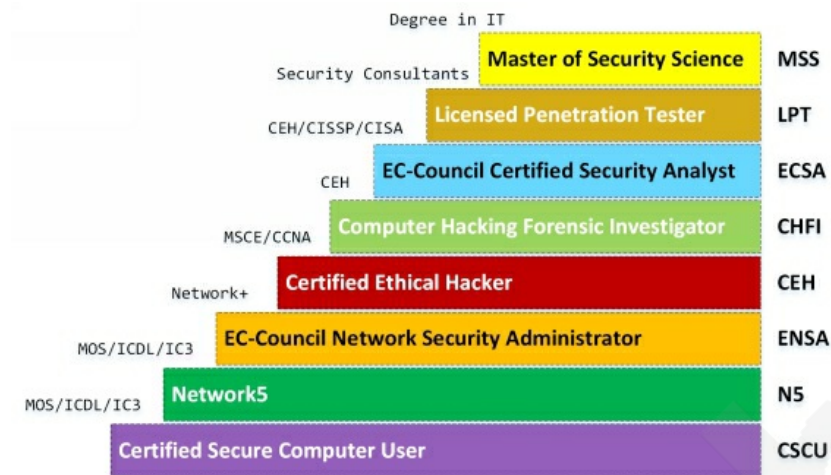 Degree in IT
Master of Security Science MSS
Security Consultants
Licensed Penetration Tester LPT
CEH/CISSP/CISA
EC-Council Certified Security Analyst ECSA
CEH
Computer Hacking Forensic Investigator CHFI
MSCE/CCNA
Certified Ethical Hacker CEH
Network+
EC-Council Network Security Administrator ENSA
MOS/ICDL/IC3
Network5 N5
MOS/ICDL/IC3
Certified Secure Computer User CSCU